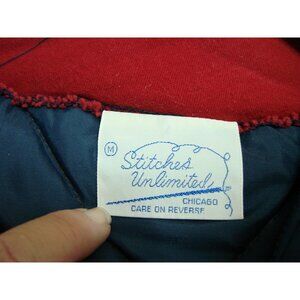 M
Stitches
Unlimited
CHICAGO
CARE ON REVERSE